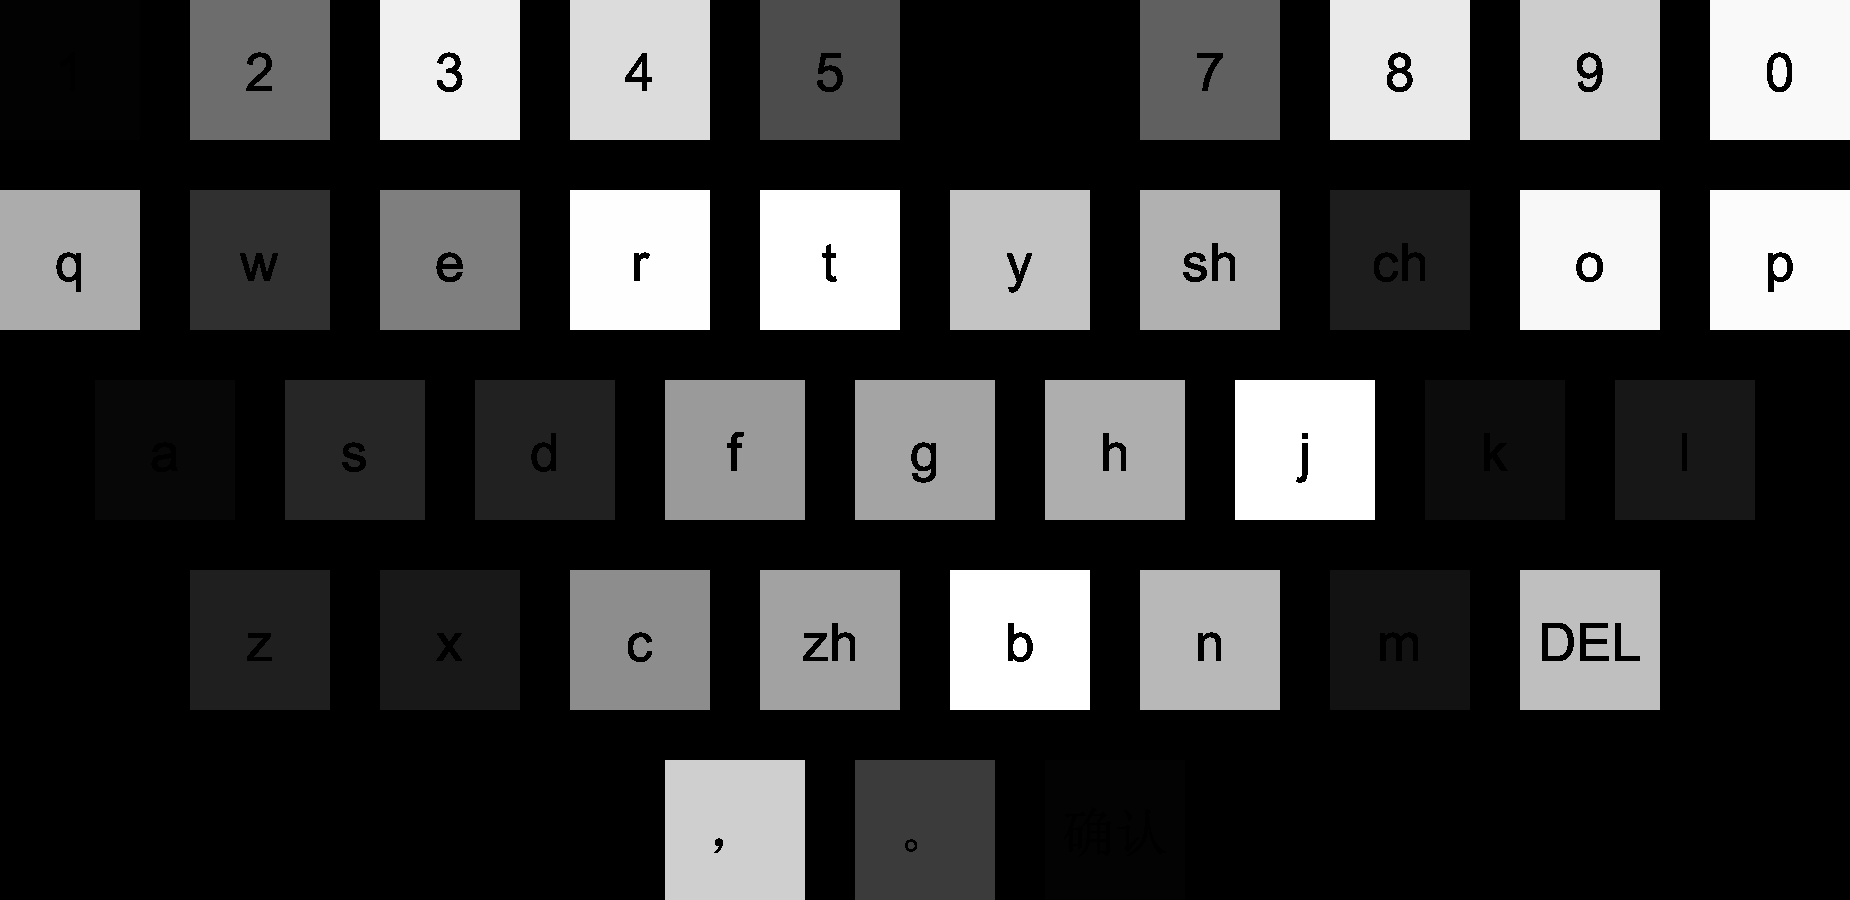 1 2 3 4 5 7 8 9 0
q w e r t y sh ch o p
a s d f g h j k l
z x c zh b n m DEL
， 。 确认